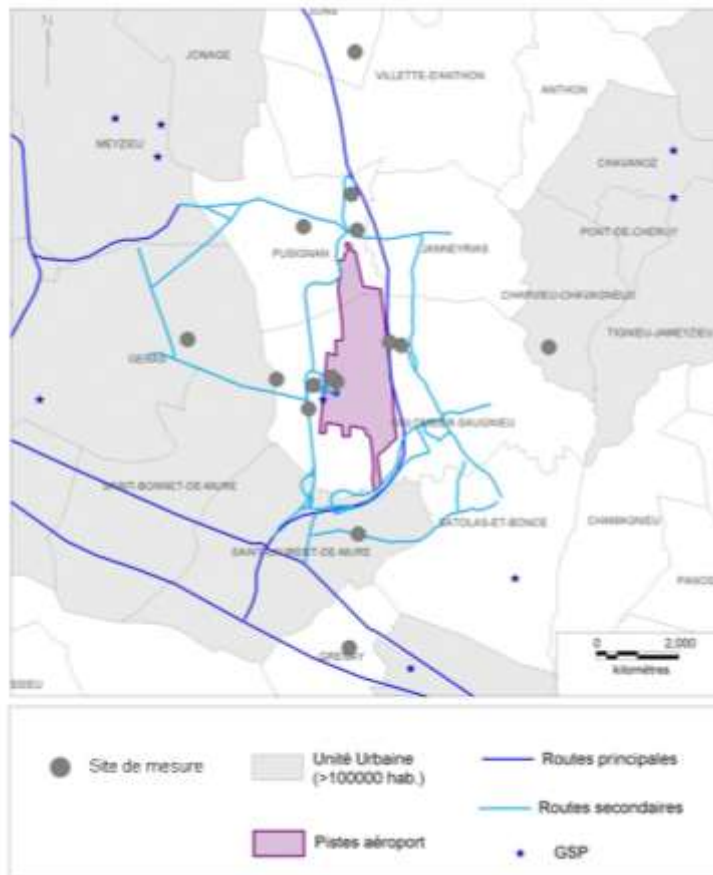 JONAGE
VILLETTE-D'ANTHON
ANTHON
MEYZIEU
PUSIGNAN
JANNEYRIAS
PONT-DE-CHERUY
CHARVIEU-CHAVAGNEUX
TIGNIEU-JAMEYZIEU
GENAS
COLOMBIER-SAUGNIEU
SAINT-BONNET-DE-MURE
SATOLAS-ET-BONCE
CHAMAGNIEU
SAINT-LAURENT-DE-MURE
GRENAY
0 2,000
kilomètres
Site de mesure
Unité Urbaine
(>100000 hab.)
Routes principales
Routes secondaires
Pistes aéroport
GSP